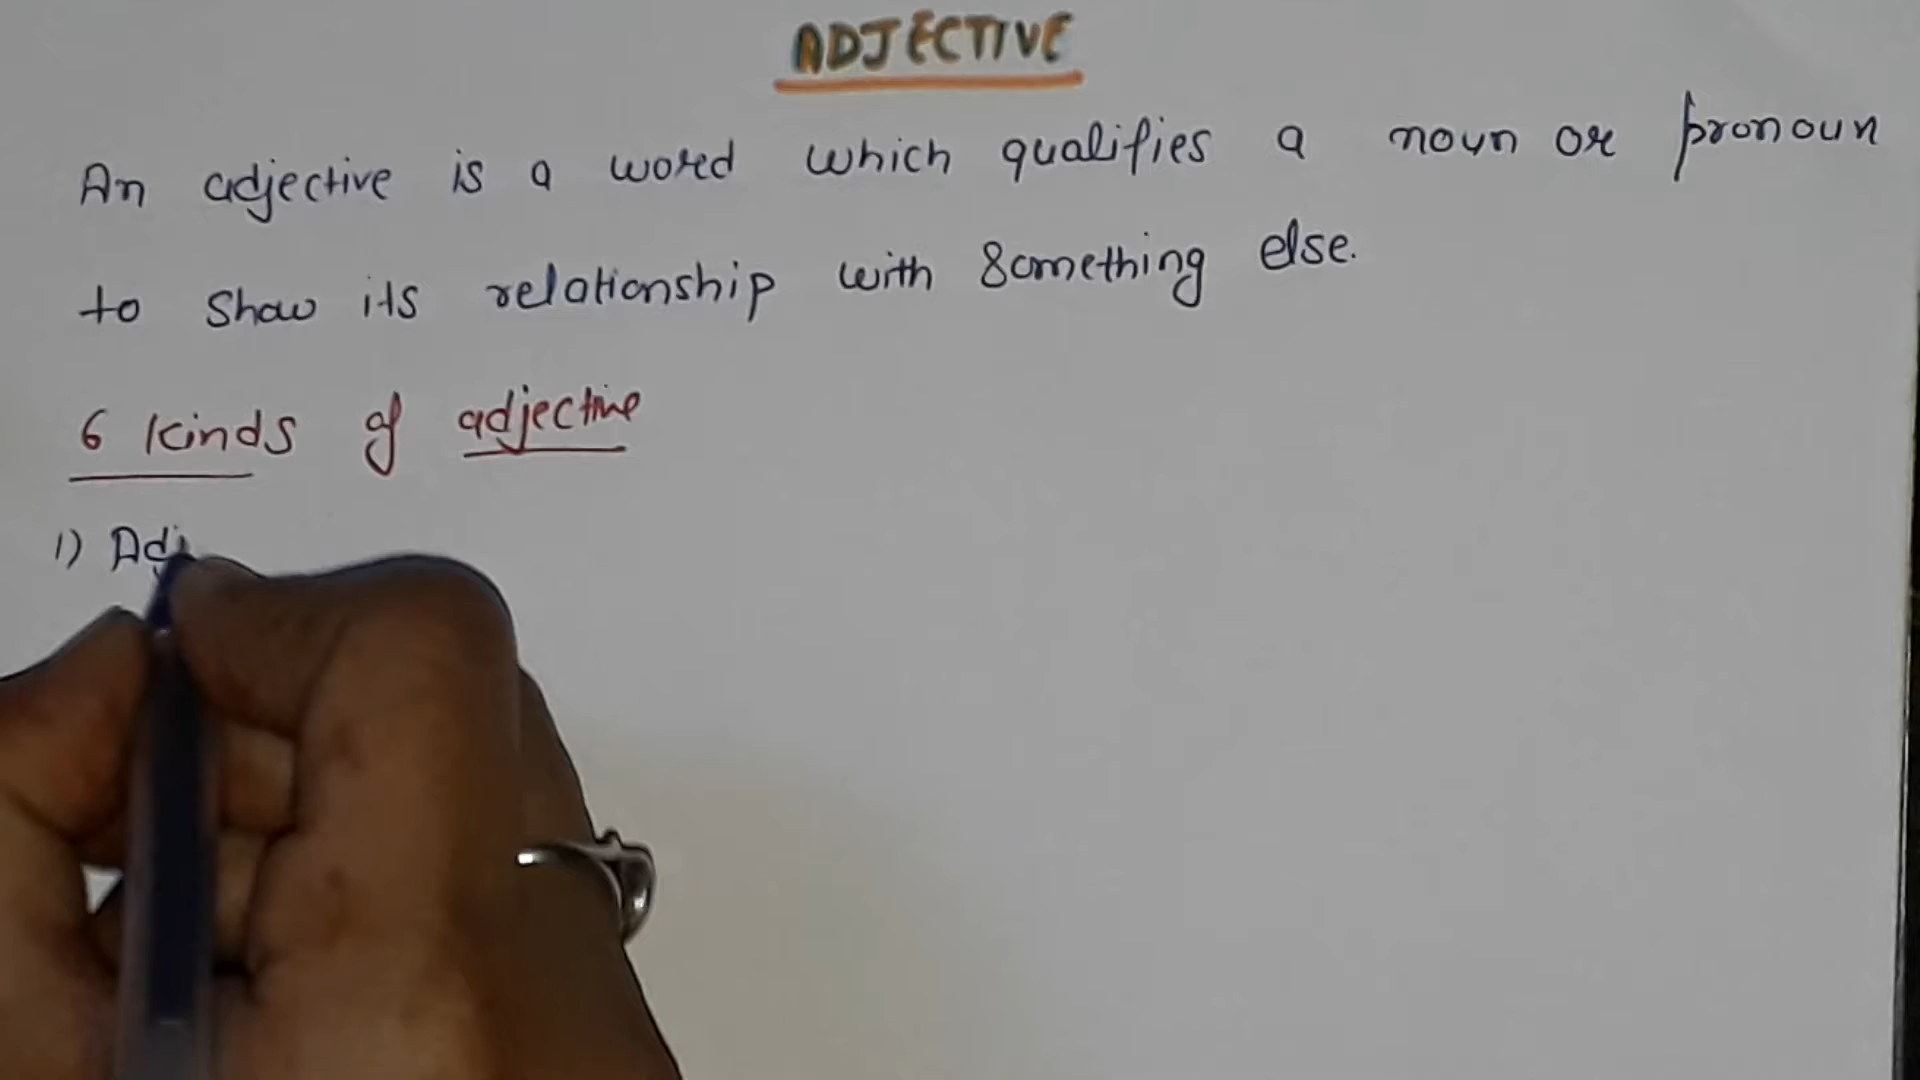 ADJECTIVE
An adjective is a word which qualifies a noun or pronoun
to show its relationship with something else.
6 kinds of adjective
1) Adj